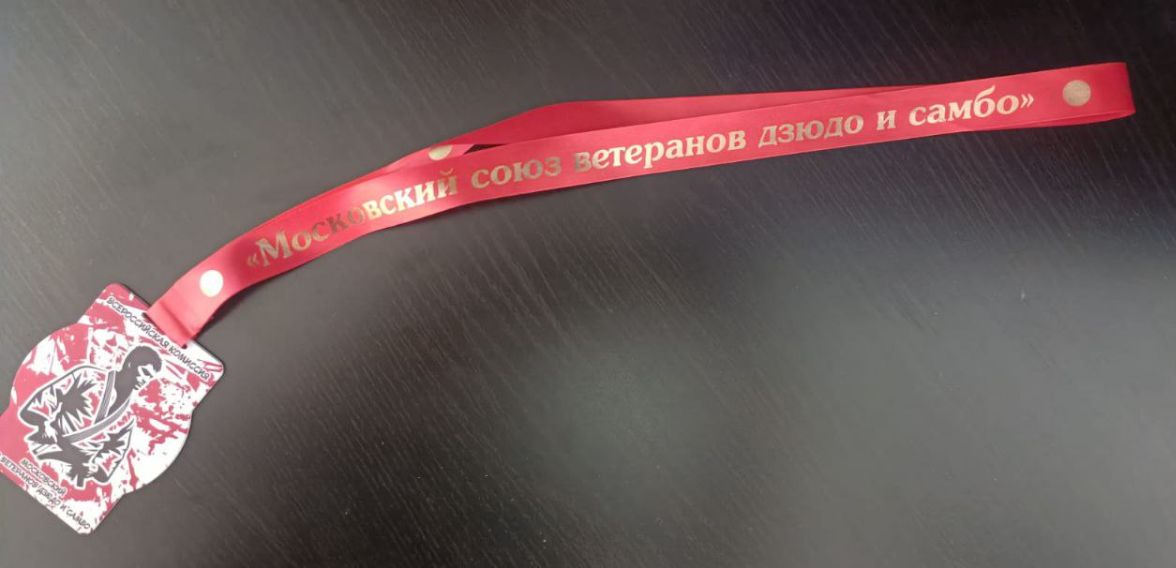 «Московский союз ветеранов дзюдо и самбо»
ВСЕРОССИЙСКАЯ КОМИССИЯ
МОСКОВСКИЙ
ВЕТЕРАНОВ ДЗЮДО И САМБО